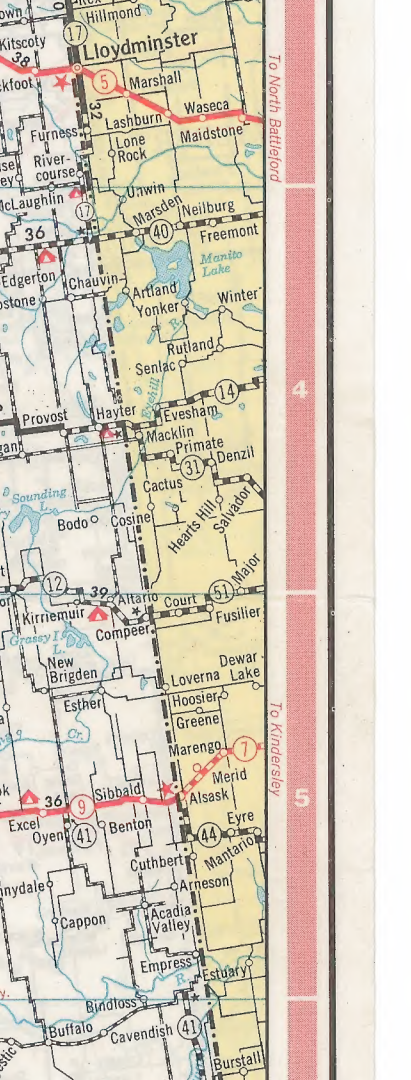 Hillmond
17
Kitscoty
Lloydminster
38
5
Marshall
To North Battleford
32
Lashburn
Waseca
Furness
Maidstone
Lone
Rock
River-
course
McLaughlin
Unwin
17
Marsden
Neilburg
36
40
Freemont
4
Edgerton
Manito
Lake
Chauvin
Artland
Winter
Yonker
R.
Rutland
Senlac
Eyehill
14
Provost
Hayter
Evesham
Macklin
Primate
31
Denzil
Cactus
Sounding
L.
Bodo
Cosine
Hearts Hill
Salvador
12
39
Altario
Court
51
Major
Kirriemuir
Fusilier
Compeer
Grassy I.
L.
New
Brigden
Dewar
Lake
Loverna
Esther
Hoosier
Greene
To Kindersley
Cr.
Marengo
7
Merid
5
36
9
Sibbald
Alsask
Excel
Oyen
41
Benton
44
Eyre
Mantario
Cuthbert
Arneson
Cappon
Acadia
Valley
Empress
Estuary
R.
Bindloss
Buffalo
Cavendish
41
Burstall